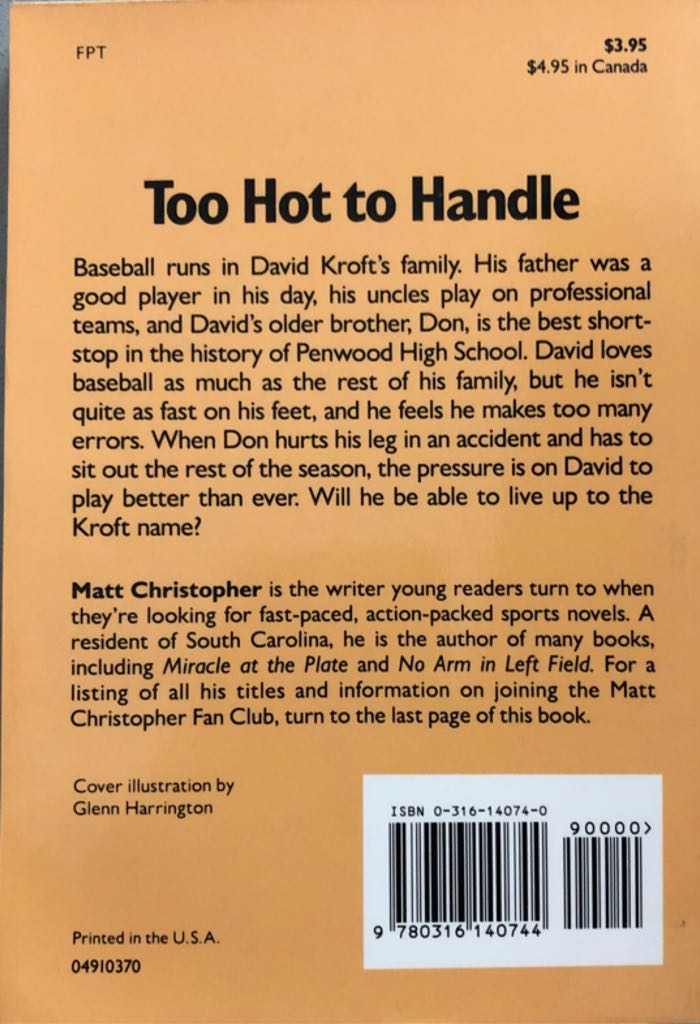 FPT
$3.95
$4.95 in Canada
Too Hot to Handle
Baseball runs in David Kroft's family. His father was a
good player in his day, his uncles play on professional
teams, and David's older brother, Don, is the best short-
stop in the history of Penwood High School. David loves
baseball as much as the rest of his family, but he isn't
quite as fast on his feet, and he feels he makes too many
errors. When Don hurts his leg in an accident and has to
sit out the rest of the season, the pressure is on David to
play better than ever. Will he be able to live up to the
Kroft name?
Matt Christopher is the writer young readers turn to when
they're looking for fast-paced, action-packed sports novels. A
resident of South Carolina, he is the author of many books,
including Miracle at the Plate and No Arm in Left Field. For a
listing of all his titles and information on joining the Matt
Christopher Fan Club, turn to the last page of this book.
Cover illustration by
Glenn Harrington
ISBN 0-316-14074-0
90000>
9 780316 140744
Printed in the U.S.A.
04910370